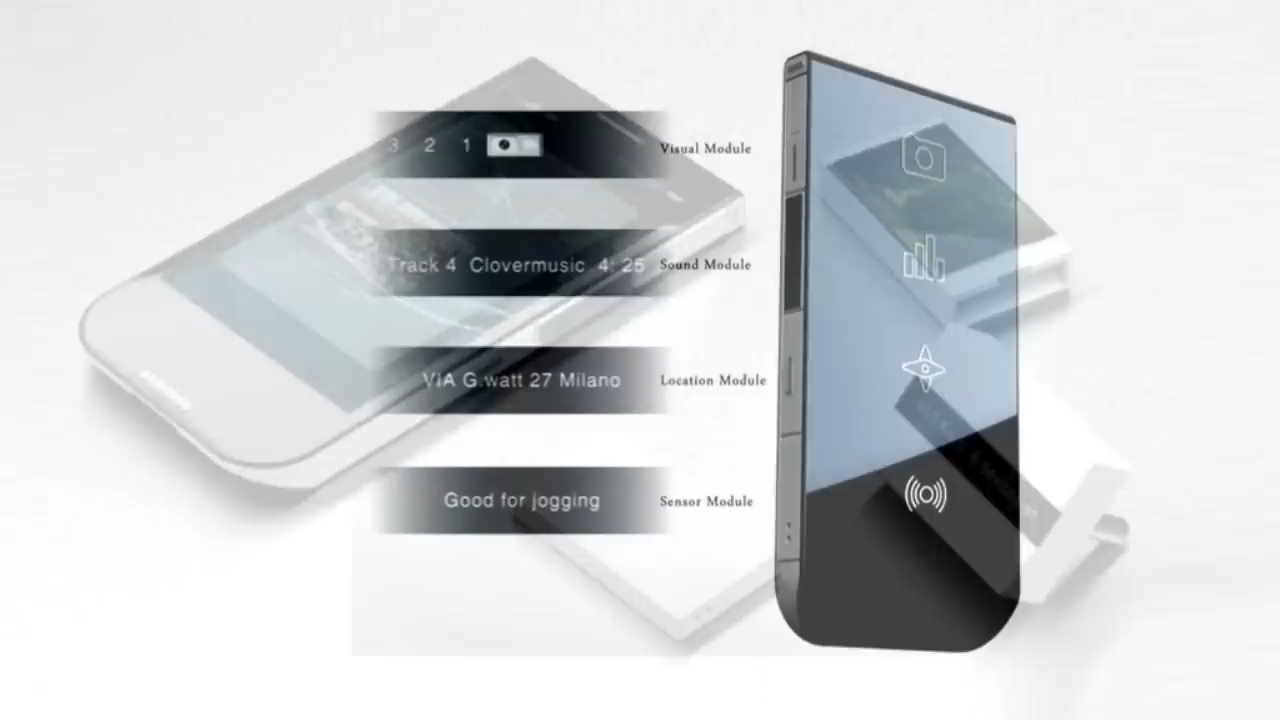 3 2 1
Visual Module
Track 4 Clovermusic 4: 25
Sound Module
VIA G.watt 27 Milano
Location Module
Good for jogging
Sensor Module